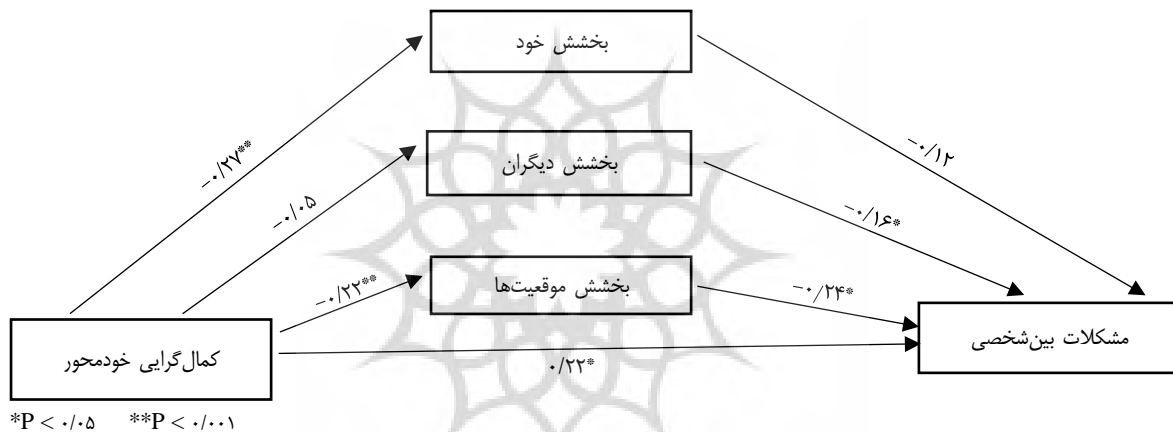 بخشش خود
-۰/۲۷**
-۰/۱۲
بخشش دیگران
-۰/۰۵
-۰/۱۶*
بخشش موقعیت‌ها
-۰/۲۲**
-۰/۲۴*
مشکلات بین‌شخصی
کمال‌گرایی خودمحور
۰/۲۲*
*P < ۰/۰۵ **P < ۰/۰۰۱